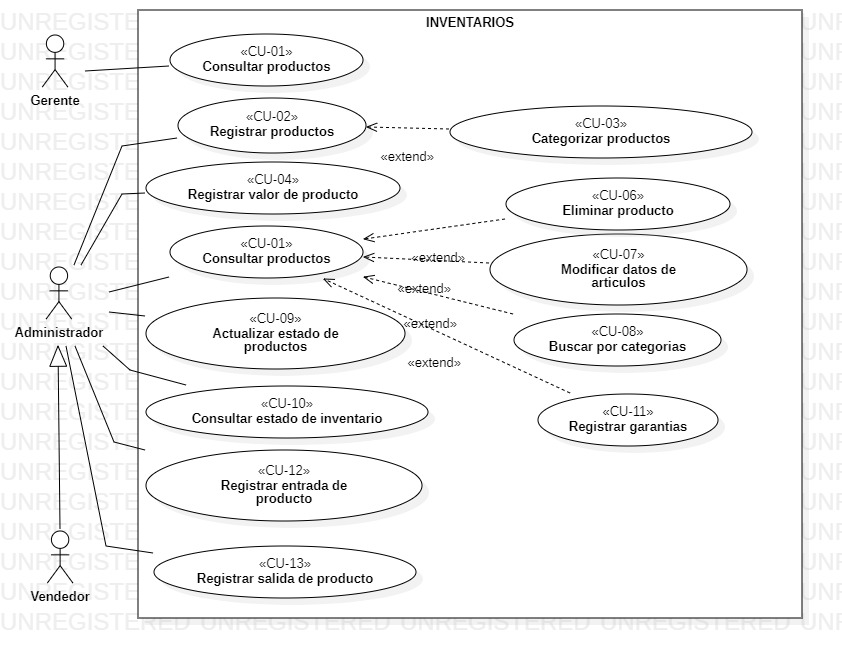 INVENTARIOS
«CU-01»
Consultar productos
Gerente
«CU-02»
Registrar productos
«CU-03»
Categorizar productos
«extend»
«CU-04»
Registrar valor de producto
«CU-06»
Eliminar producto
«CU-01»
Consultar productos
«extend»
«CU-07»
Modificar datos de
articulos
«extend»
Administrador
«CU-09»
Actualizar estado de
productos
«extend»
«CU-08»
Buscar por categorias
«extend»
«CU-10»
Consultar estado de inventario
«CU-11»
Registrar garantias
«CU-12»
Registrar entrada de
producto
«CU-13»
Registrar salida de producto
Vendedor
UNREGISTERED UNREGISTERED UNREGISTERED UNREGISTERED UNR